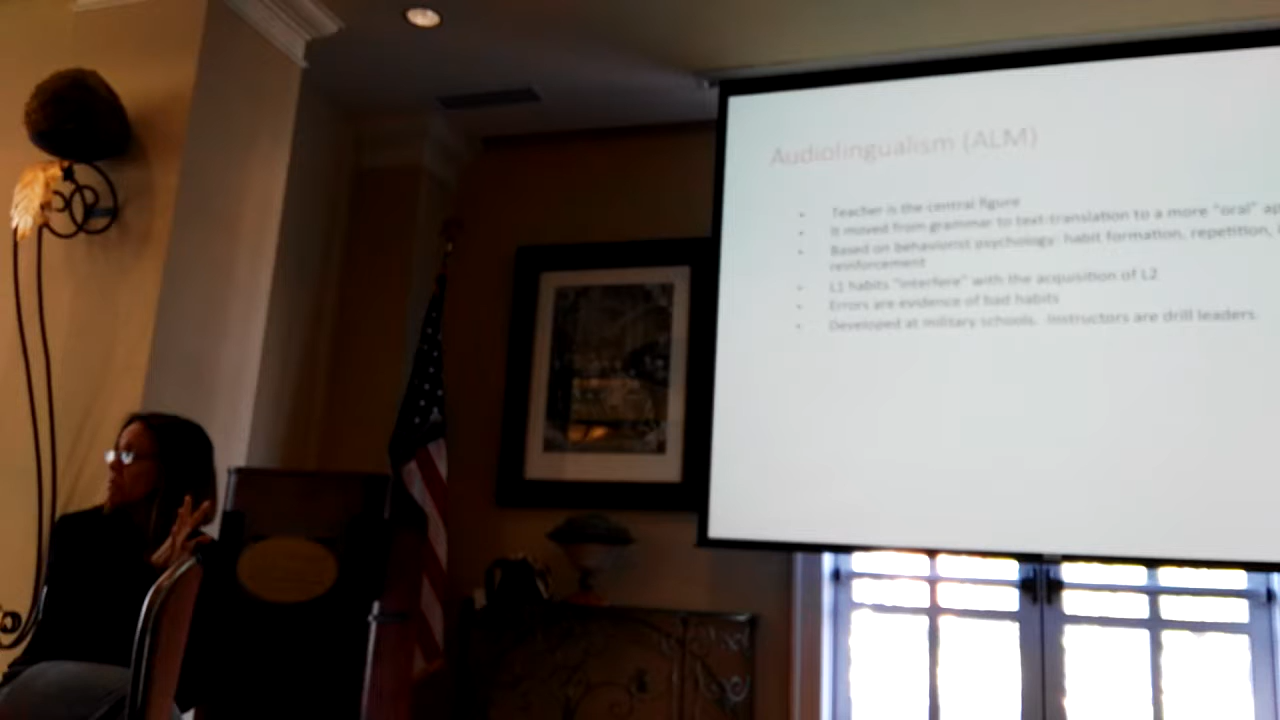 Audiolingualism (ALM)
• Teacher is the central figure
• It moved from grammar to text-translation to a more "oral"
• Based on behaviorist psychology: habit formation, repetition,
reinforcement
• L1 habits "interfere" with the acquisition of L2
• Errors are evidence of bad habits
• Developed at military schools. Instructors are drill leaders.